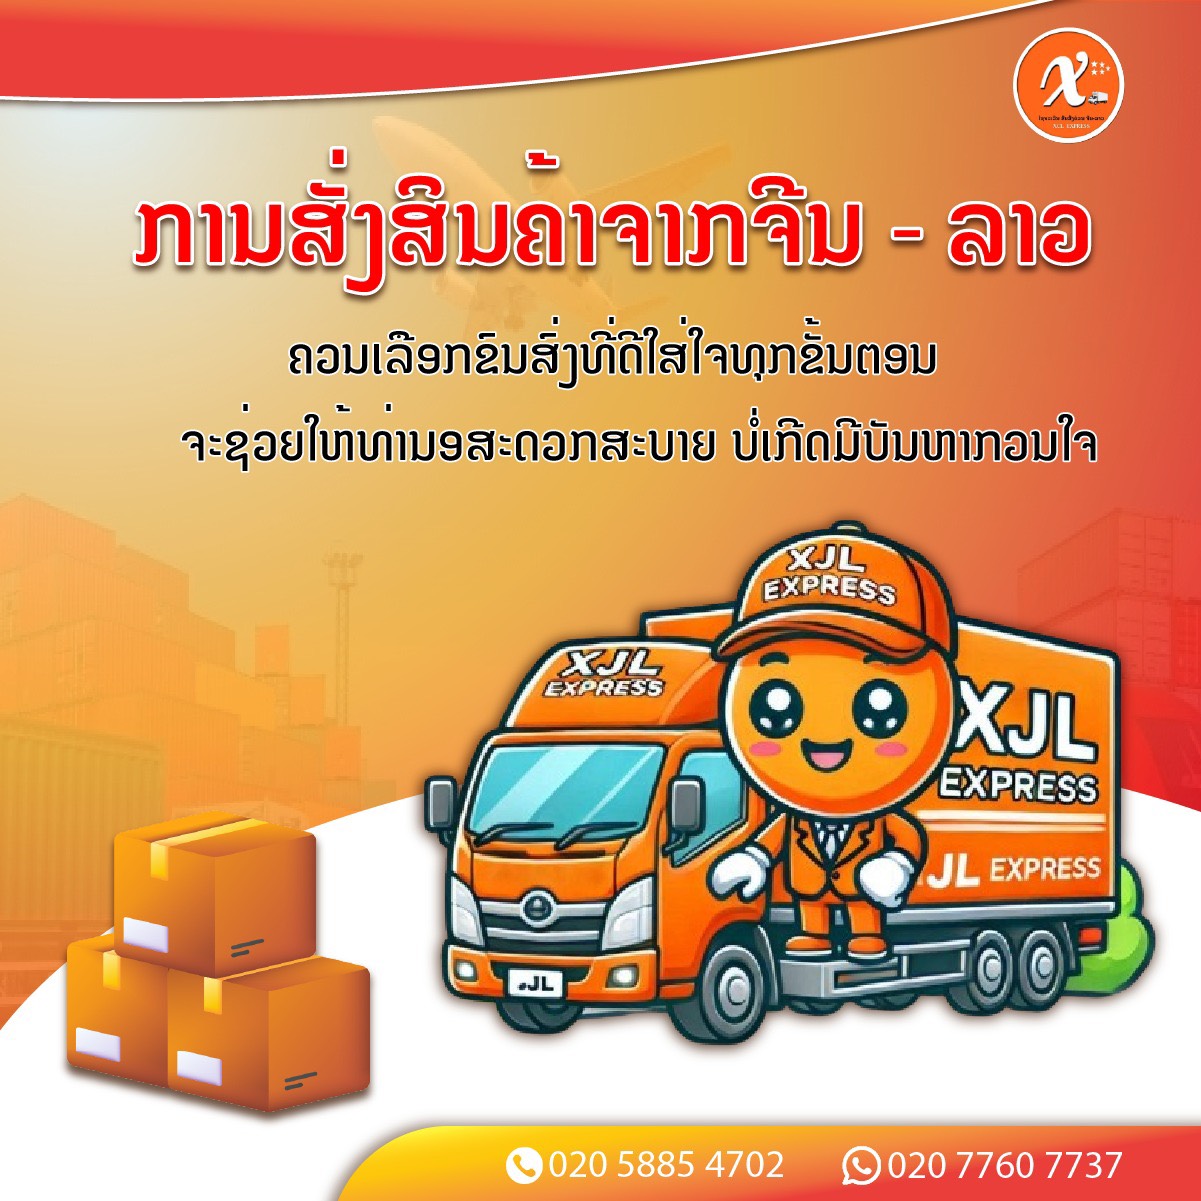 X
XJL EXPRESS
ການສັ່ງສິນຄ້າຈາກຈີນ - ລາວ
ຄວນເລືອກຂົນສົ່ງທີ່ດີໃສ່ໃຈທຸກຂັ້ນຕອນ
ຈະຊ່ວຍໃຫ້ທ່ານອສະດວກສະບາຍ ບໍ່ເກີດມີບັນຫາກວນໃຈ
XJL
EXPRESS
XJL
EXPRESS
XJL
EXPRESS
JL EXPRESS
JL
020 5885 4702
020 7760 7737